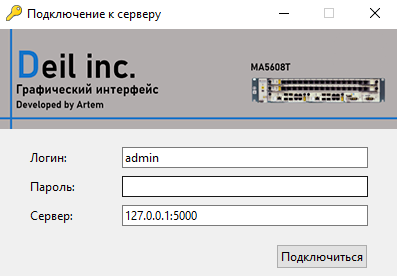 Подключение к серверу
Deil inc.
Графический интерфейс
Developed by Artem
MA5608T
Логин:
admin
Пароль:
Сервер:
127.0.0.1:5000
Подключиться